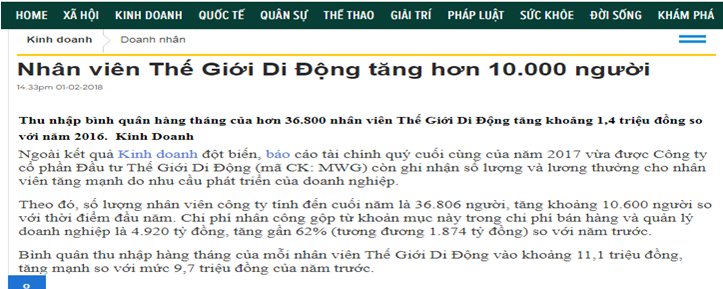 HOME XÃ HỘI KINH DOANH QUỐC TẾ QUÂN SỰ THỂ THAO GIẢI TRÍ PHÁP LUẬT SỨC KHỎE ĐỜI SỐNG KHÁM PHÁ
Kinh doanh Doanh nhân
Nhân viên Thế Giới Di Động tăng hơn 10.000 người
14.33pm 01-02-2018
Thu nhập bình quân hàng tháng của hơn 36.800 nhân viên Thế Giới Di Động tăng khoảng 1,4 triệu đồng so
với năm 2016. Kinh Doanh
Ngoài kết quả Kinh doanh đột biến, báo cáo tài chính quý cuối cùng của năm 2017 vừa được Công ty
cổ phần Đầu tư Thế Giới Di Động (mã CK: MWG) còn ghi nhận số lượng và lương thưởng cho nhân
viên tăng mạnh do nhu cầu phát triển của doanh nghiệp.
Theo đó, số lượng nhân viên công ty tính đến cuối năm là 36.806 người, tăng khoảng 10.600 người so
với thời điểm đầu năm. Chi phí nhân công gộp từ khoản mục này trong chi phí bán hàng và quản lý
doanh nghiệp là 4.920 tỷ đồng, tăng gần 62% (tương đương 1.874 tỷ đồng) so với năm trước.
Bình quân thu nhập hàng tháng của mỗi nhân viên Thế Giới Di Động vào khoảng 11,1 triệu đồng,
tăng mạnh so với mức 9,7 triệu đồng của năm trước.